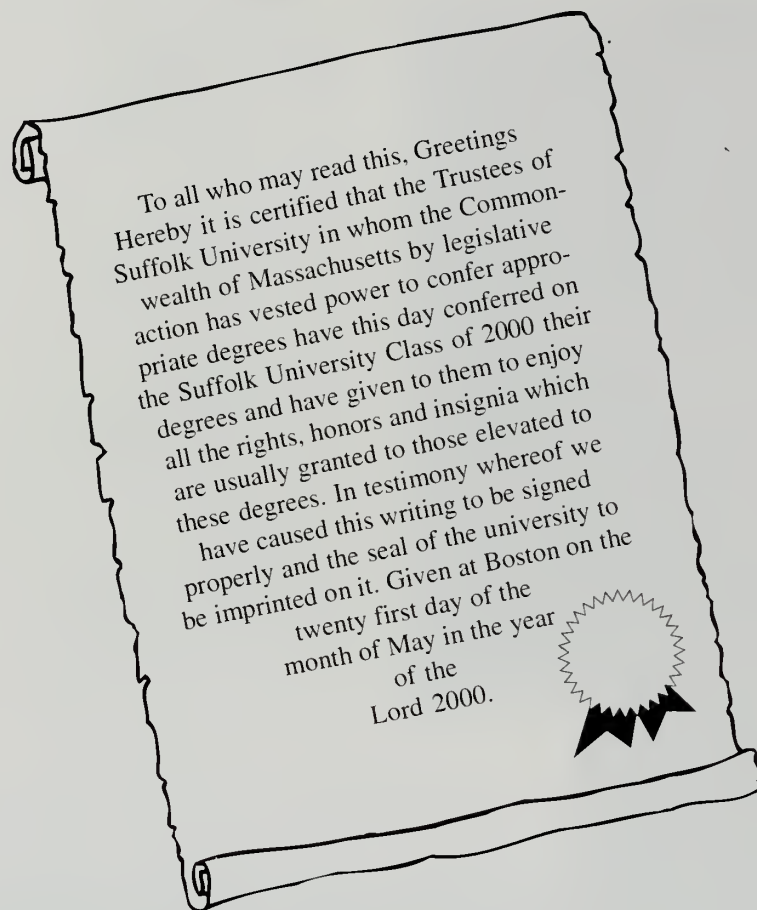 To all who may read this, Greetings
Hereby it is certified that the Trustees of
Suffolk University in whom the Common-
wealth of Massachusetts by legislative
action has vested power to confer appro-
priate degrees have this day conferred on
the Suffolk University Class of 2000 their
degrees and have given to them to enjoy
all the rights, honors and insignia which
are usually granted to those elevated to
these degrees. In testimony whereof we
have caused this writing to be signed
properly and the seal of the university to
be imprinted on it. Given at Boston on the
twenty first day of the
month of May in the year
of the
Lord 2000.